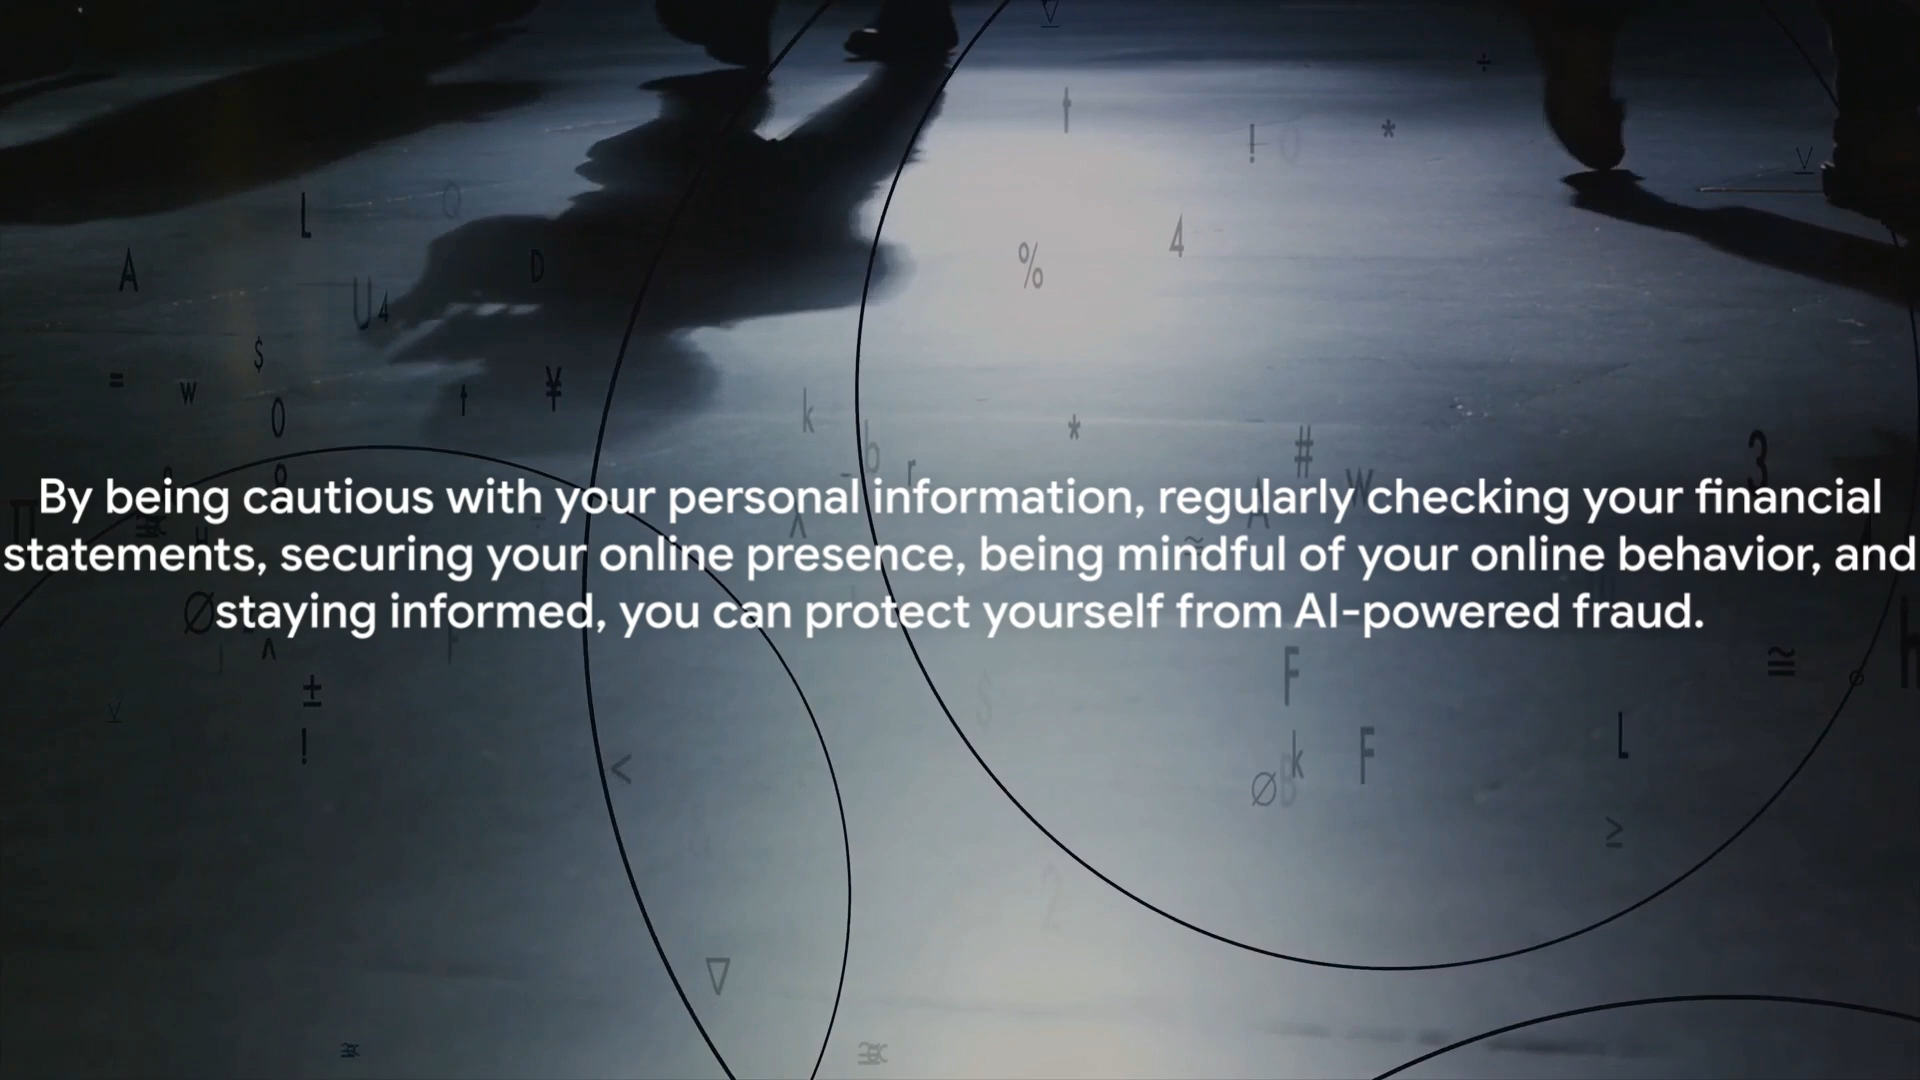 By being cautious with your personal information, regularly checking your financial
statements, securing your online presence, being mindful of your online behavior, and
staying informed, you can protect yourself from AI-powered fraud.